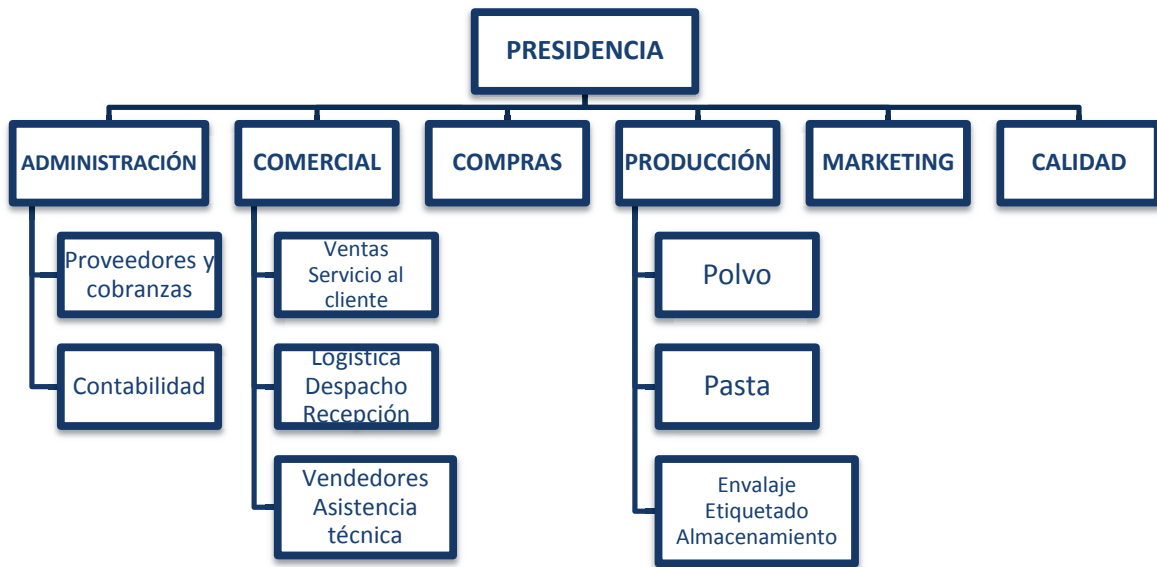 PRESIDENCIA
ADMINISTRACIÓN
COMERCIAL
COMPRAS
PRODUCCIÓN
MARKETING
CALIDAD
Proveedores y
cobranzas
Contabilidad
Ventas
Servicio al
cliente
Logística
Despacho
Recepción
Vendedores
Asistencia
técnica
Polvo
Pasta
Envalaje
Etiquetado
Almacenamiento